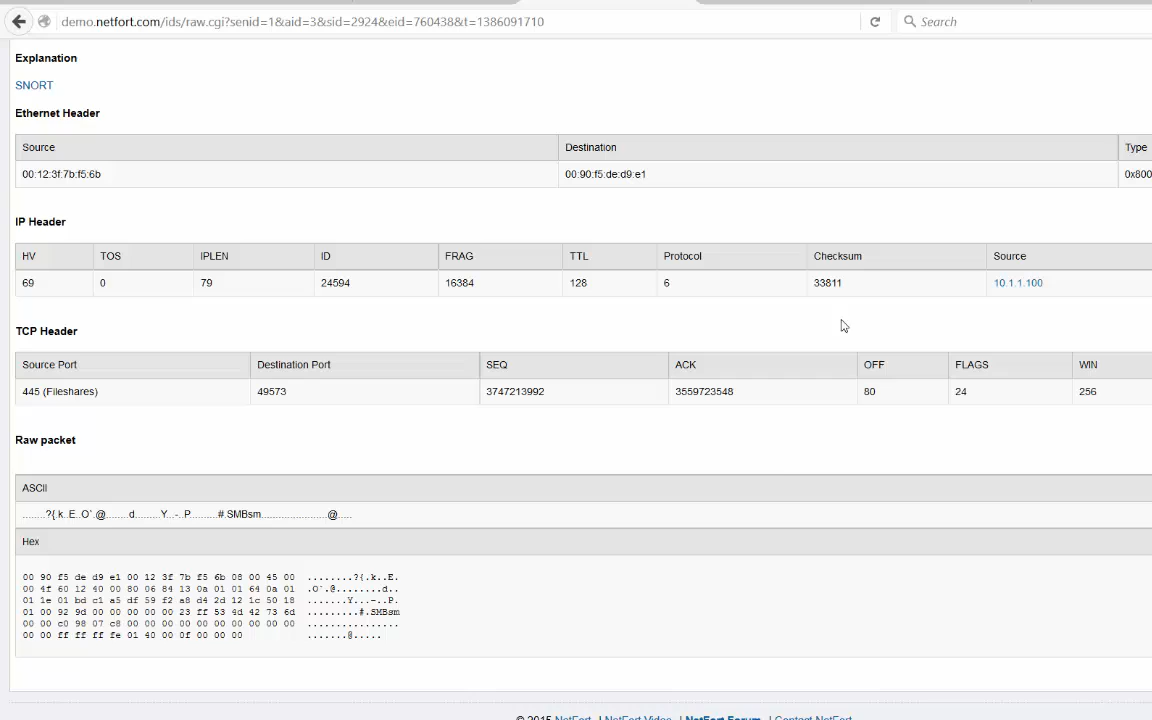 demo.netfort.com/ids/raw.cgi?senid=1&aid=3&sid=2924&eid=760438&t=1386091710
Search
Explanation
SNORT
Ethernet Header
Source Destination Type
00:12:3f:7b:f5:6b 00:90:f5:de:d9:e1 0x800
IP Header
HV TOS IPLEN ID FRAG TTL Protocol Checksum Source
69 0 79 24594 16384 128 6 33811 10.1.1.100
TCP Header
Source Port Destination Port SEQ ACK OFF FLAGS WIN
445 (Fileshares) 49573 3747213992 3559723548 80 24 256
Raw packet
ASCII
........?{.k..E..O`.@........d........Y...-..P.........#.SMBsm.......................@.....
Hex
00 90 f5 de d9 e1 00 12 3f 7b f5 6b 08 00 45 00 ........?{.k..E.
00 4f 60 12 40 00 80 06 84 13 0a 01 01 64 0a 01 .O`.@........d..
01 1e 01 bd c1 a5 df 59 f2 a8 d4 2d 12 1c 50 18 .......Y...-..P.
01 00 92 9d 00 00 00 00 00 23 ff 53 4d 42 73 6d .........#.SMBsm
00 00 c0 98 07 c8 00 00 00 00 00 00 00 00 00 00 ................
00 00 ff ff ff fe 01 40 00 0f 00 00 00 .......@.....
© 2015 NetFort | NetFort Video | NetFort Forum | Contact NetFort